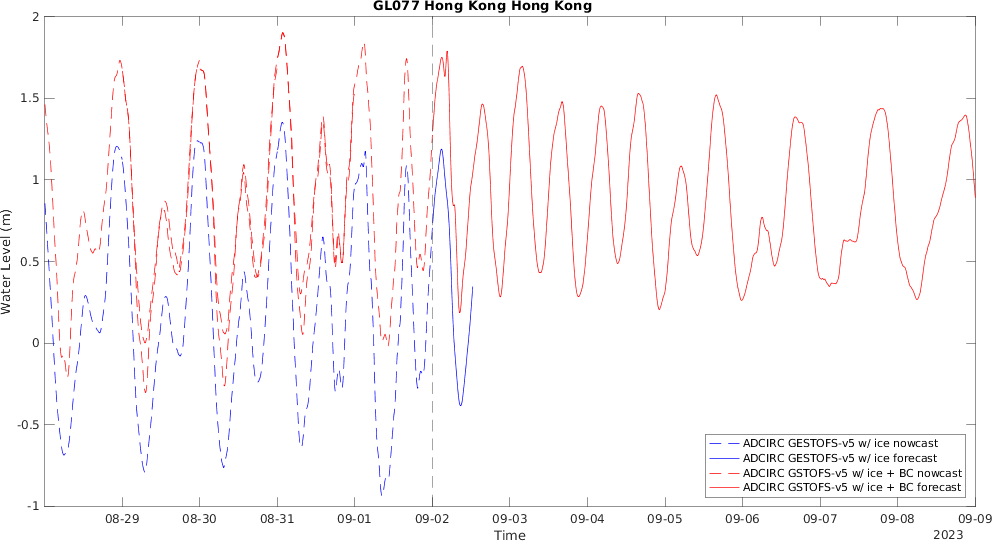 GL077 Hong Kong Hong Kong
2
1.5
1
0.5
0
-0.5
-1
Water Level (m)
08-29 08-30 08-31 09-01 09-02 09-03 09-04 09-05 09-06 09-07 09-08 09-09
Time
2023
ADCIRC GESTOFS-v5 w/ ice nowcast
ADCIRC GESTOFS-v5 w/ ice forecast
ADCIRC GSTOFS-v5 w/ ice + BC nowcast
ADCIRC GSTOFS-v5 w/ ice + BC forecast